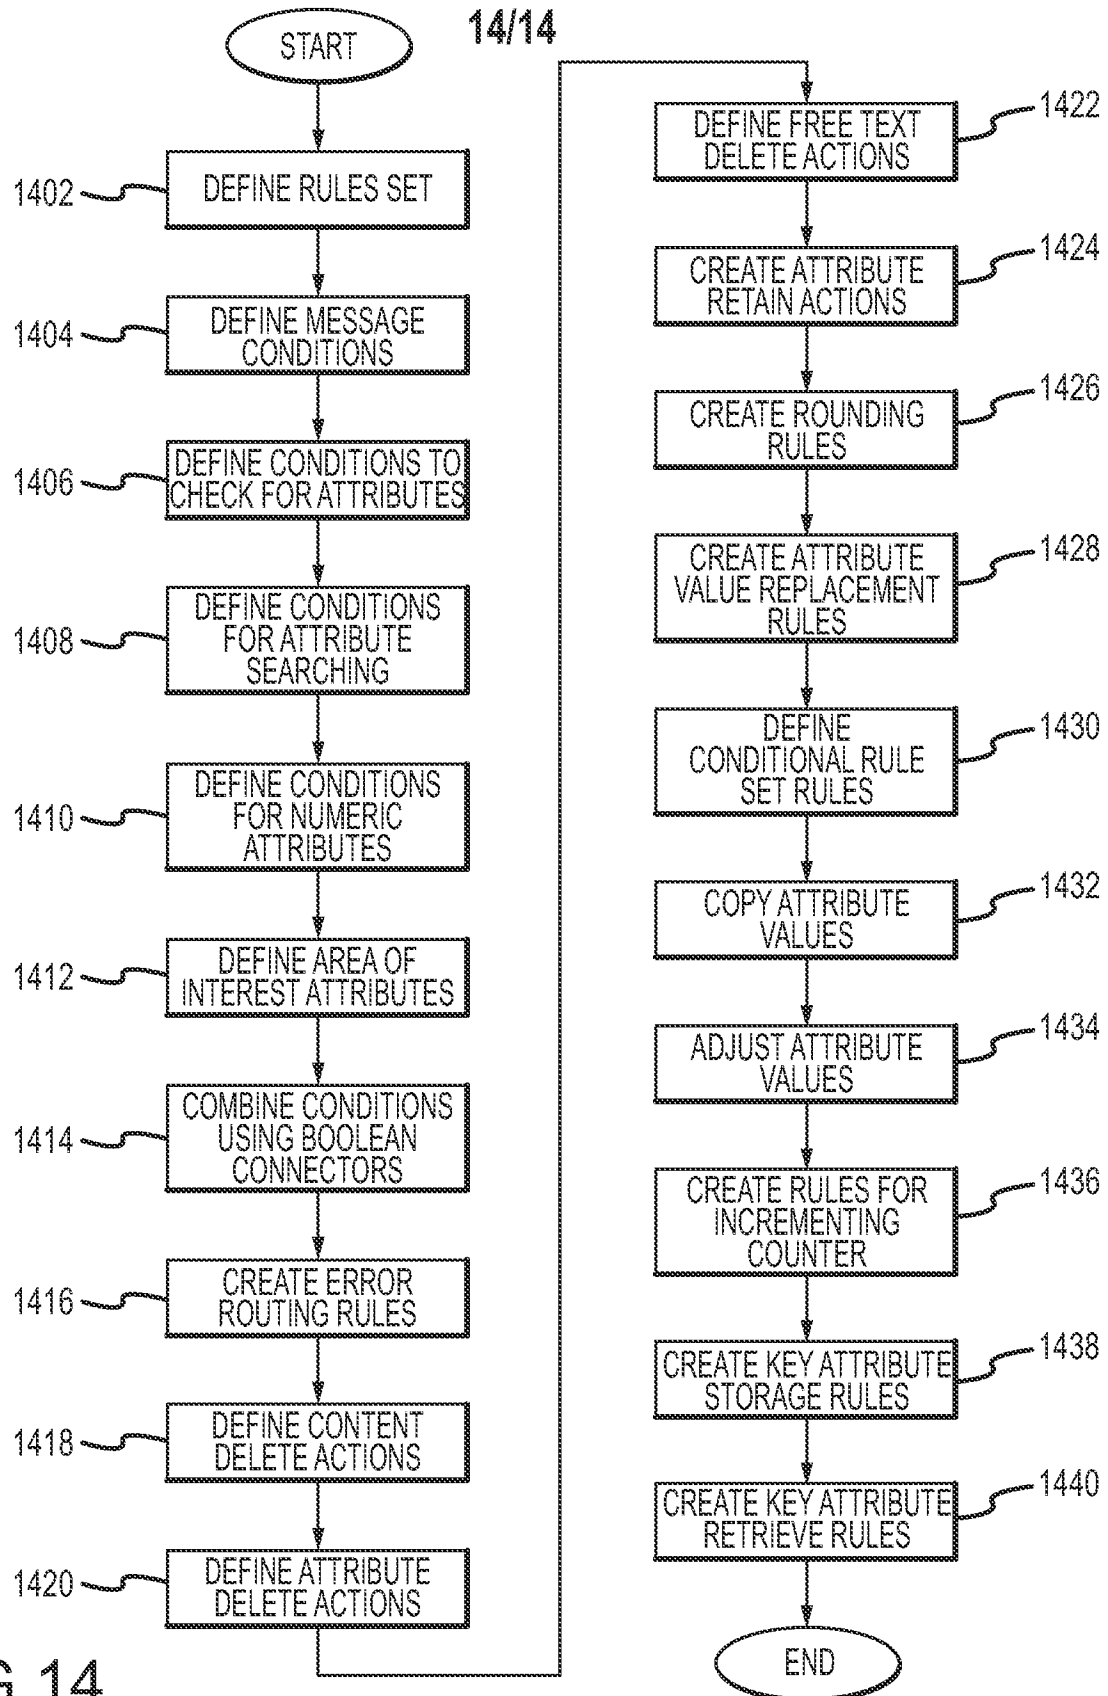 14/14
START
1402
DEFINE RULES SET
1404
DEFINE MESSAGE
CONDITIONS
1406
DEFINE CONDITIONS TO
CHECK FOR ATTRIBUTES
1408
DEFINE CONDITIONS
FOR ATTRIBUTE
SEARCHING
1410
DEFINE CONDITIONS
FOR NUMERIC
ATTRIBUTES
1412
DEFINE AREA OF
INTEREST ATTRIBUTES
1414
COMBINE CONDITIONS
USING BOOLEAN
CONNECTORS
1416
CREATE ERROR
ROUTING RULES
1418
DEFINE CONTENT
DELETE ACTIONS
1420
DEFINE ATTRIBUTE
DELETE ACTIONS
1422
DEFINE FREE TEXT
DELETE ACTIONS
1424
CREATE ATTRIBUTE
RETAIN ACTIONS
1426
CREATE ROUNDING
RULES
1428
CREATE ATTRIBUTE
VALUE REPLACEMENT
RULES
1430
DEFINE
CONDITIONAL RULE
SET RULES
1432
COPY ATTRIBUTE
VALUES
1434
ADJUST ATTRIBUTE
VALUES
1436
CREATE RULES FOR
INCREMENTING
COUNTER
1438
CREATE KEY ATTRIBUTE
STORAGE RULES
1440
CREATE KEY ATTRIBUTE
RETRIEVE RULES
END
G 14